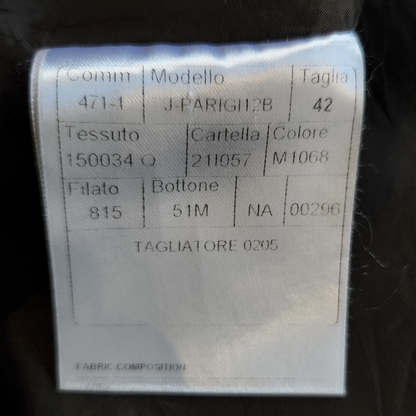 Comm Modello Taglia
471-1 J-PARIGI12B 42
Tessuto Cartella Colore
150034 Q 21I057 M1068
Filato Bottone
815 51M NA 00296
TAGLIATORE 0205
FABRIC COMPOSITION